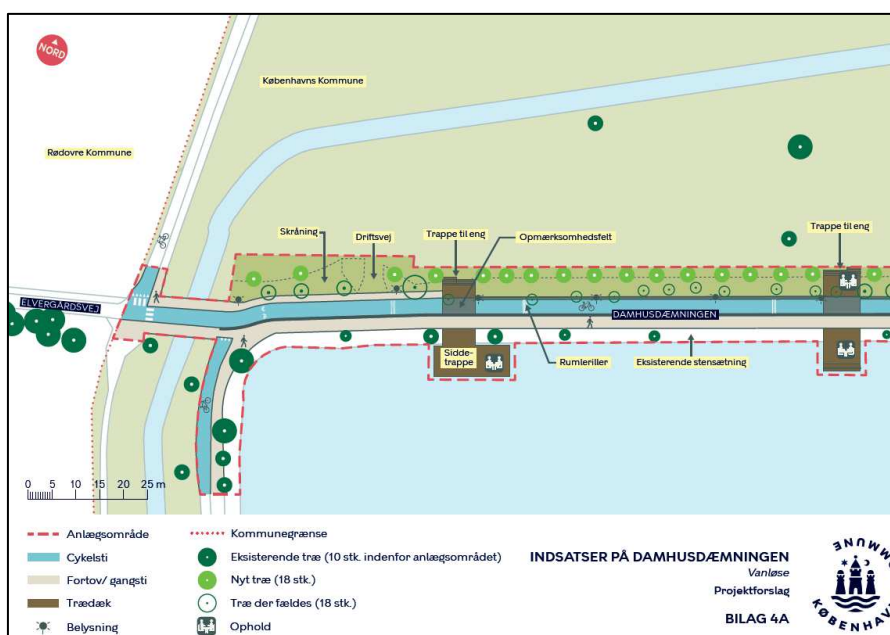 NORD
Københavns Kommune
Rødovre Kommune
Skråning
Driftsvej
Trappe til eng
Opmærksomhedsfelt
Trappe til eng
ELVERGÅRDSVEJ
DAMHUSDÆMNINGEN
Sidde-
trappe
Rumleriller
Eksisterende stensætning
0 5 10 15 20 25 m
Anlægsområde
Cykelsti
Fortov/ gangsti
Trædæk
Belysning
Kommunegrænse
Eksisterende træ (10 stk. indenfor anlægsområdet)
Nyt træ (18 stk.)
Træ der fældes (18 stk.)
Ophold
INDSATSER PÅ DAMHUSDÆMNINGEN
Vanløse
Projektforslag
BILAG 4A